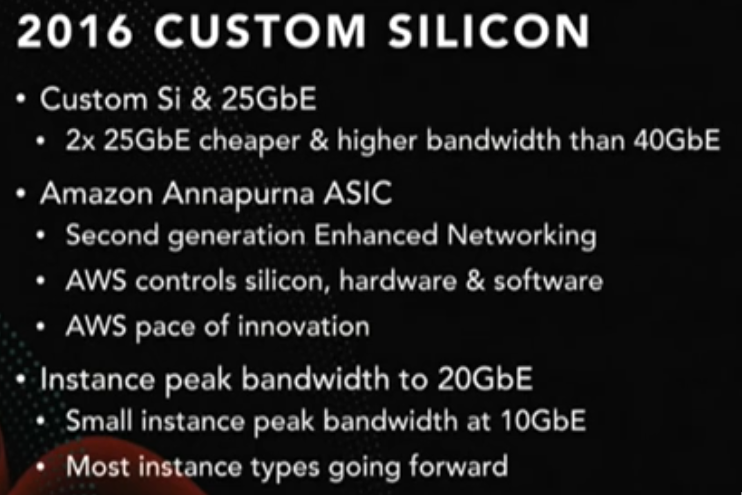 2016 CUSTOM SILICON
• Custom Si & 25GbE
• 2x 25GbE cheaper & higher bandwidth than 40GbE
• Amazon Annapurna ASIC
• Second generation Enhanced Networking
• AWS controls silicon, hardware & software
• AWS pace of innovation
• Instance peak bandwidth to 20GbE
• Small instance peak bandwidth at 10GbE
• Most instance types going forward